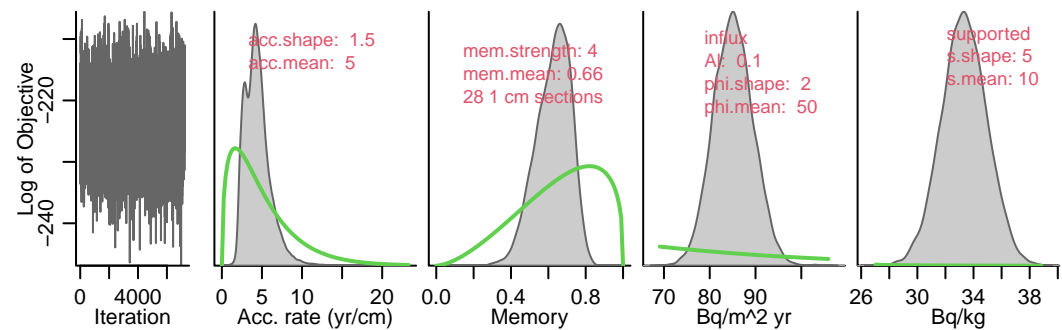 Log of Objective
−220
−240
0 4000
Iteration
acc.shape: 1.5
acc.mean: 5
0 5 10 20
Acc. rate (yr/cm)
mem.strength: 4
mem.mean: 0.66
28 1 cm sections
0.0 0.4 0.8
Memory
influx
Al: 0.1
phi.shape: 2
phi.mean: 50
70 80 90
Bq/m^2 yr
supported
s.shape: 5
s.mean: 10
26 30 34 38
Bq/kg